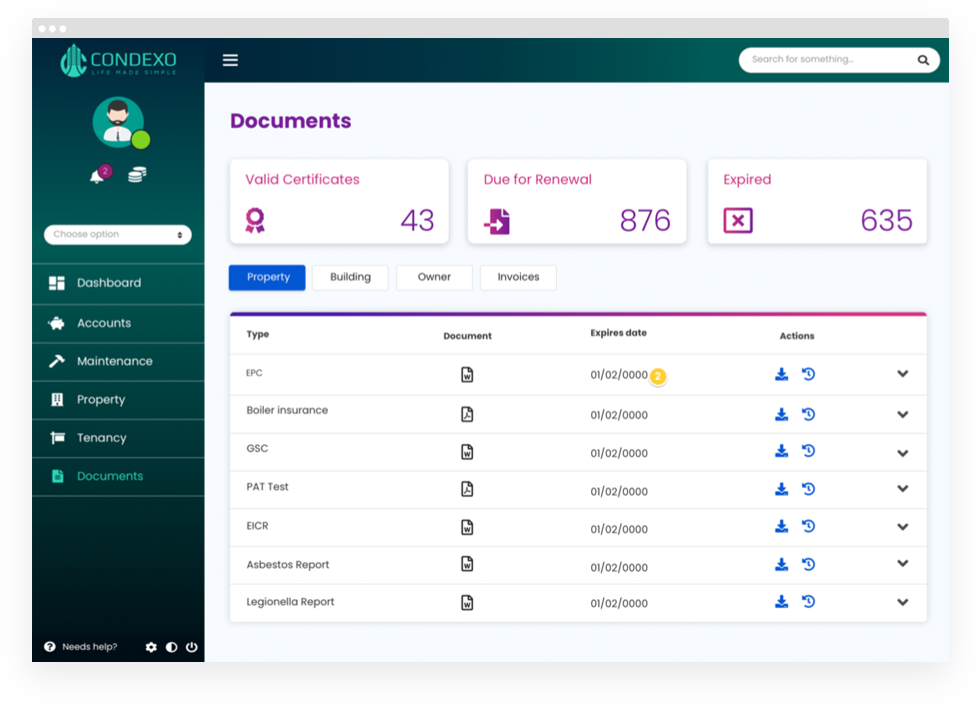 CONDEXO
LIFE MADE SIMPLE
Search for something...
2
Choose option
Dashboard
Accounts
Maintenance
Property
Tenancy
Documents
Needs help?
Documents
Valid Certificates
43
Due for Renewal
876
Expired
635
Property Building Owner Invoices
Type Document Expires date Actions
EPC 01/02/0000 2
Boiler insurance 01/02/0000
GSC 01/02/0000
PAT Test 01/02/0000
EICR 01/02/0000
Asbestos Report 01/02/0000
Legionella Report 01/02/0000